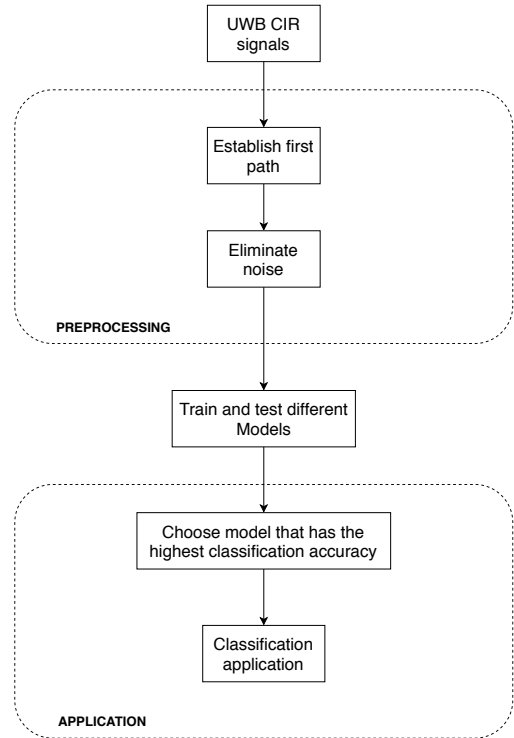 UWB CIR
signals
Establish first
path
Eliminate
noise
PREPROCESSING
Train and test different
Models
Choose model that has the
highest classification accuracy
Classification
application
APPLICATION